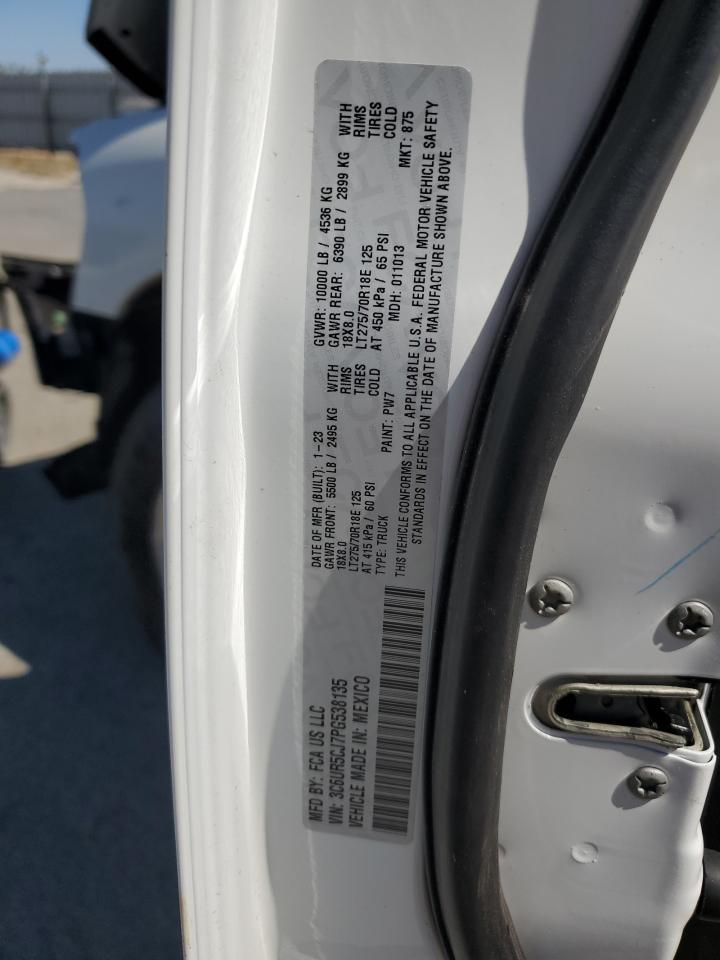 MFD BY: FCA US LLC
VIN: 3C6UR5CJ7PG538135
VEHICLE MADE IN: MEXICO
DATE OF MFR (BUILT): 1-23
GAWR FRONT: 5500 LB / 2495 KG WITH
18X8.0 RIMS
LT275/70R18E 125 TIRES
AT 415 kPa / 60 PSI COLD
TYPE: TRUCK
PAINT: PW7
GVWR: 10000 LB / 4536 KG
GAWR REAR: 6390 LB / 2899 KG WITH
18X8.0 RIMS
LT275/70R18E 125 TIRES
AT 450 kPa / 65 PSI COLD
MDH: 011013
MKT: 875
THIS VEHICLE CONFORMS TO ALL APPLICABLE U.S.A. FEDERAL MOTOR VEHICLE SAFETY
STANDARDS IN EFFECT ON THE DATE OF MANUFACTURE SHOWN ABOVE.